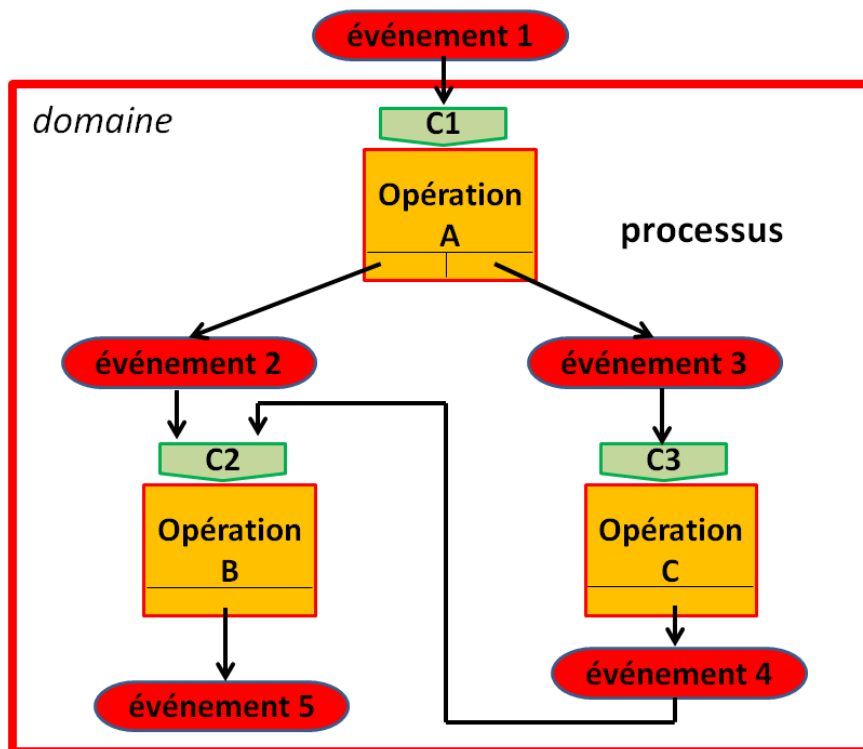 événement 1
domaine
C1
Opération
A
processus
événement 2
événement 3
C2
C3
Opération
B
Opération
C
événement 4
événement 5